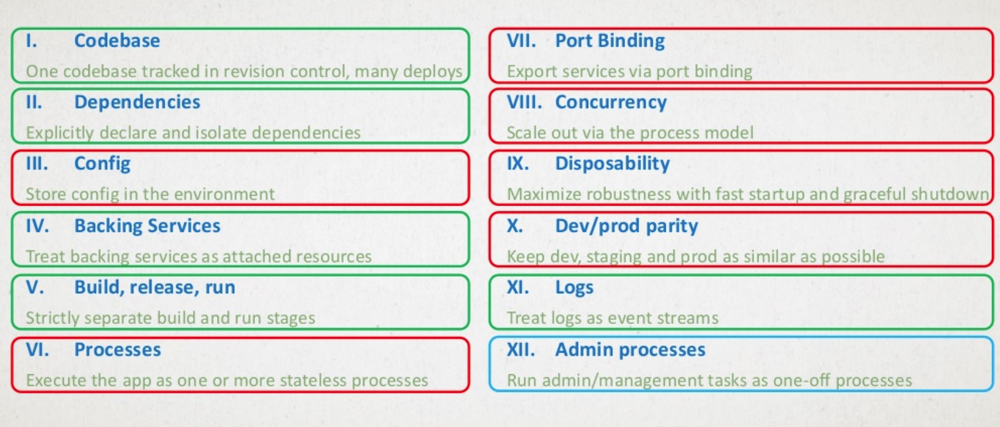 I. Codebase
One codebase tracked in revision control, many deploys
II. Dependencies
Explicitly declare and isolate dependencies
III. Config
Store config in the environment
IV. Backing Services
Treat backing services as attached resources
V. Build, release, run
Strictly separate build and run stages
VI. Processes
Execute the app as one or more stateless processes
VII. Port Binding
Export services via port binding
VIII. Concurrency
Scale out via the process model
IX. Disposability
Maximize robustness with fast startup and graceful shutdown
X. Dev/prod parity
Keep dev, staging and prod as similar as possible
XI. Logs
Treat logs as event streams
XII. Admin processes
Run admin/management tasks as one-off processes